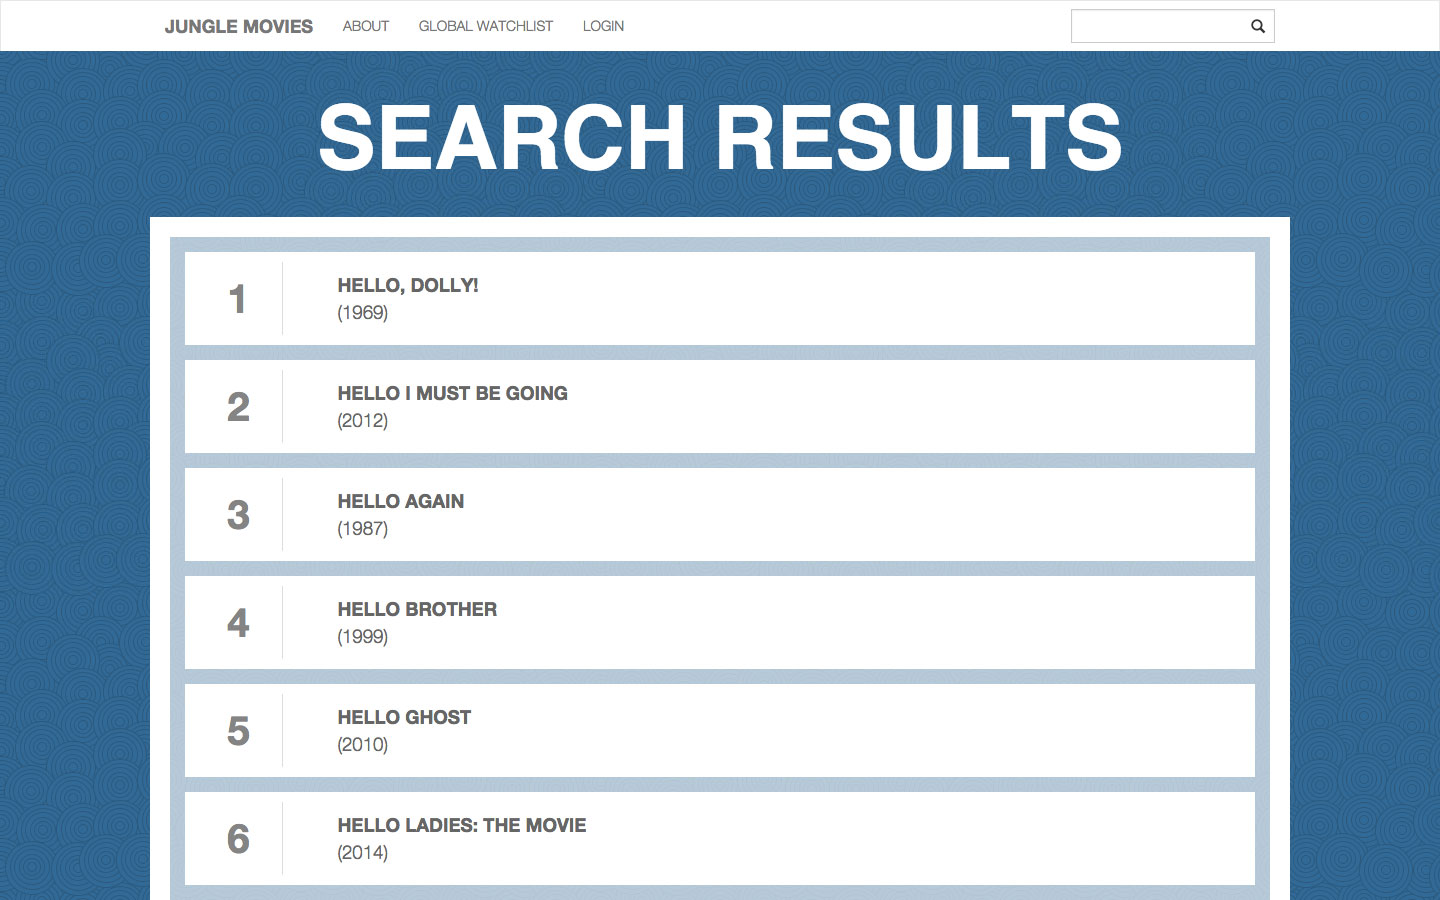 JUNGLE MOVIES ABOUT GLOBAL WATCHLIST LOGIN
SEARCH RESULTS
1
HELLO, DOLLY!
(1969)
2
HELLO I MUST BE GOING
(2012)
3
HELLO AGAIN
(1987)
4
HELLO BROTHER
(1999)
5
HELLO GHOST
(2010)
6
HELLO LADIES: THE MOVIE
(2014)